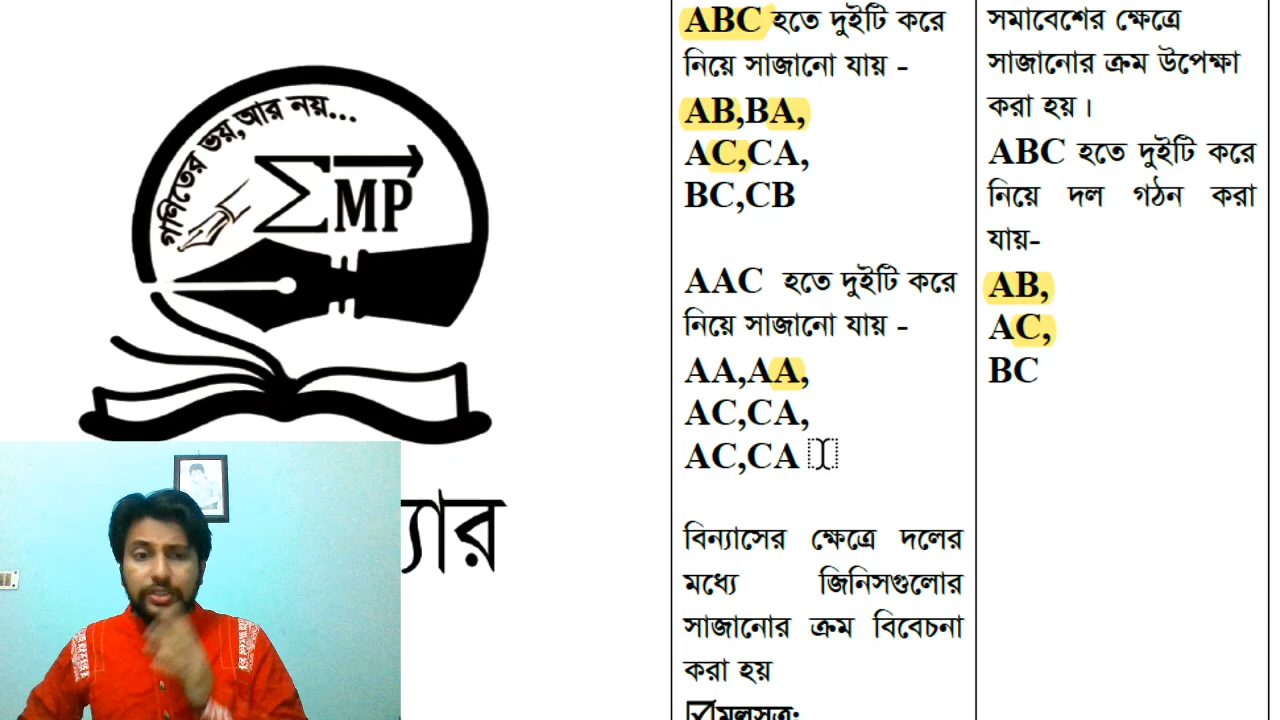 গণিতের ভয়,আর নয়...
MP
্যার
ABC হতে দুইটি করে
নিয়ে সাজানো যায় -
AB,BA,
AC,CA,
BC,CB
AAC হতে দুইটি করে
নিয়ে সাজানো যায় -
AA,AA,
AC,CA,
AC,CA
বিন্যাসের ক্ষেত্রে দলের
মধ্যে জিনিসগুলোর
সাজানোর ক্রম বিবেচনা
করা হয়
☑মূলসূত্র:
সমাবেশের ক্ষেত্রে
সাজানোর ক্রম উপেক্ষা
করা হয়।
ABC হতে দুইটি করে
নিয়ে দল গঠন করা
যায়-
AB,
AC,
BC